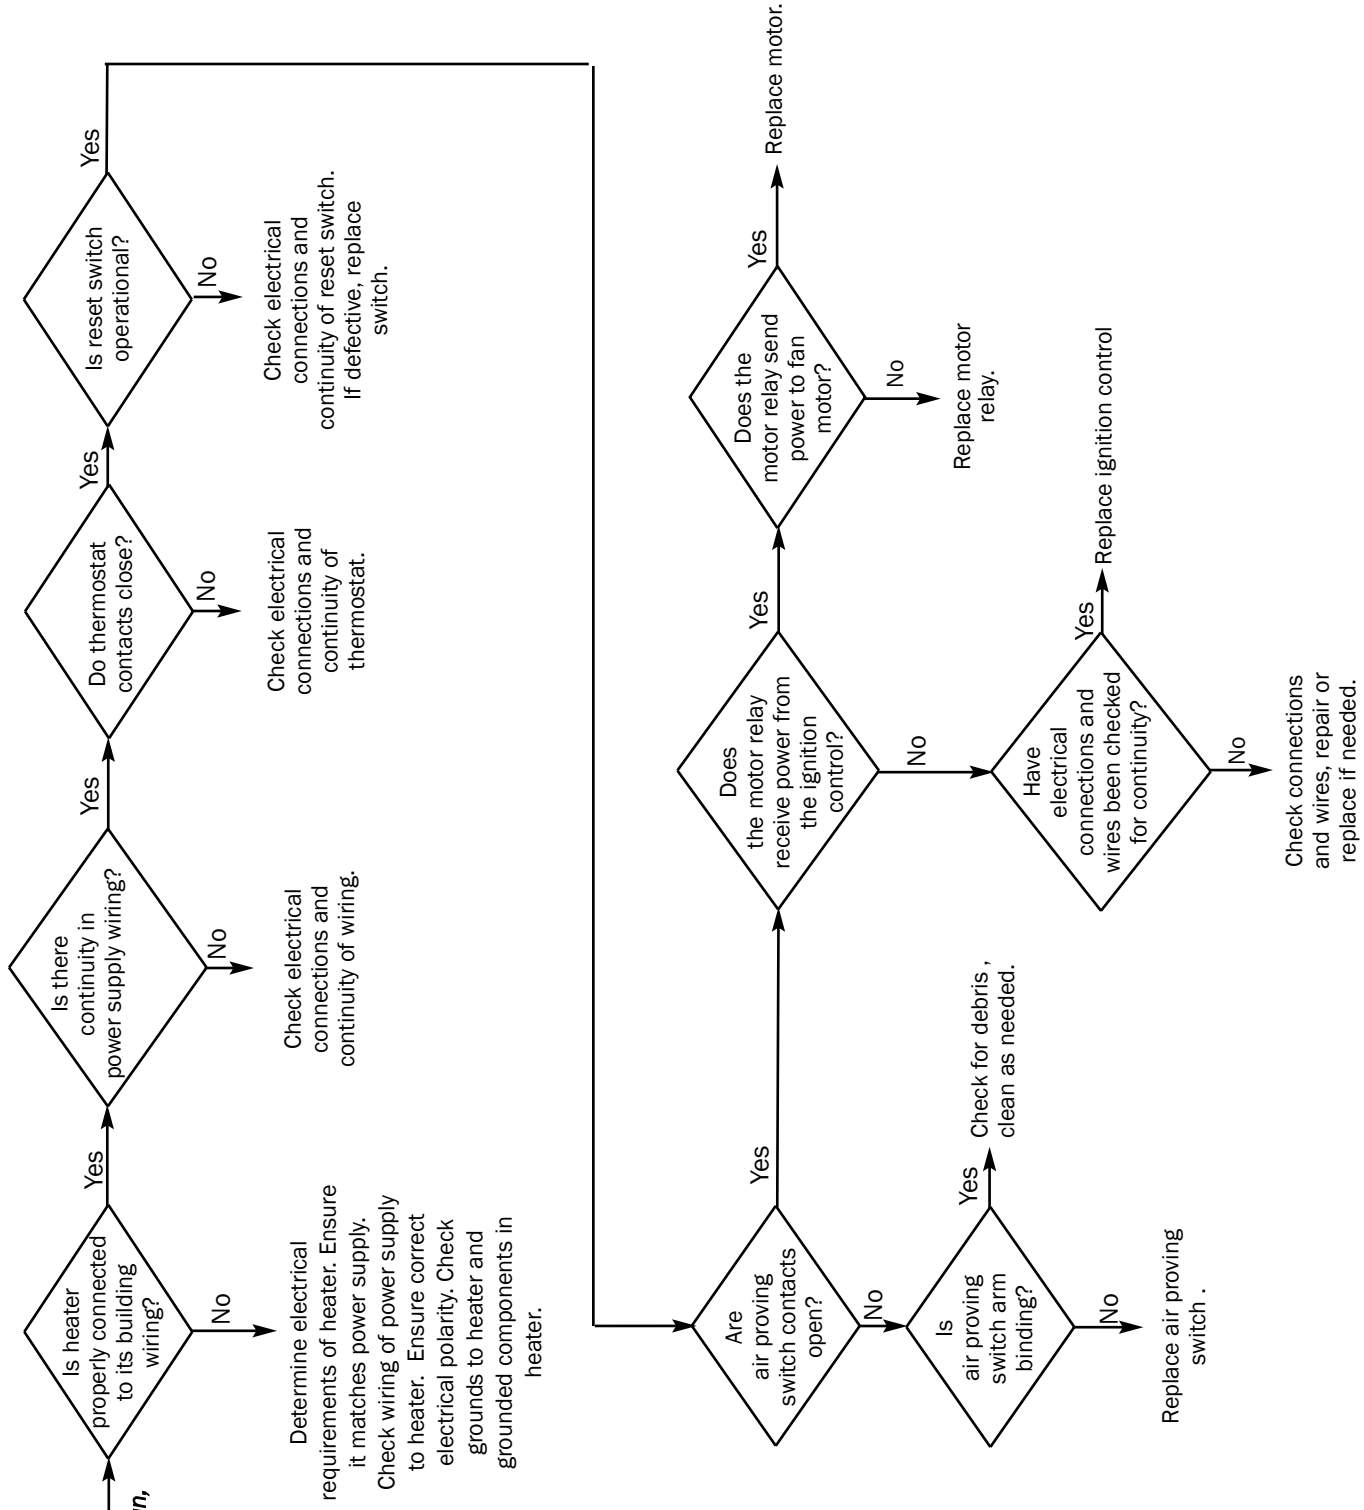 un,
Is heater
properly connected
to its building
wiring?
Yes
No
Determine electrical
requirements of heater. Ensure
it matches power supply.
Check wiring of power supply
to heater. Ensure correct
electrical polarity. Check
grounds to heater and
grounded components in
heater.
Is there
continuity in
power supply wiring?
Yes
No
Check electrical
connections and
continuity of wiring.
Do thermostat
contacts close?
Yes
No
Check electrical
connections and
continuity of
thermostat.
Is reset switch
operational?
Yes
No
Check electrical
connections and
continuity of reset switch.
If defective, replace
switch.
Are
air proving
switch contacts
open?
Yes
No
Is
air proving
switch arm
binding?
Yes
Check for debris ,
clean as needed.
No
Replace air proving
switch .
Does
the motor relay
receive power from
the ignition
control?
Yes
No
Have
electrical
connections and
wires been checked
for continuity?
Yes
Replace ignition control
No
Check connections
and wires, repair or
replace if needed.
Does the
motor relay send
power to fan
motor?
Yes
Replace motor.
No
Replace motor
relay.